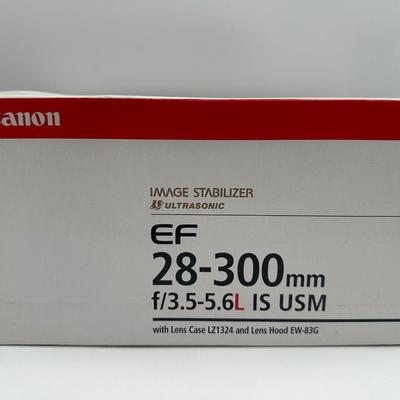 Canon
IMAGE STABILIZER
ULTRASONIC
EF
28-300mm
f/3.5-5.6L IS USM
with Lens Case LZ1324 and Lens Hood EW-83G